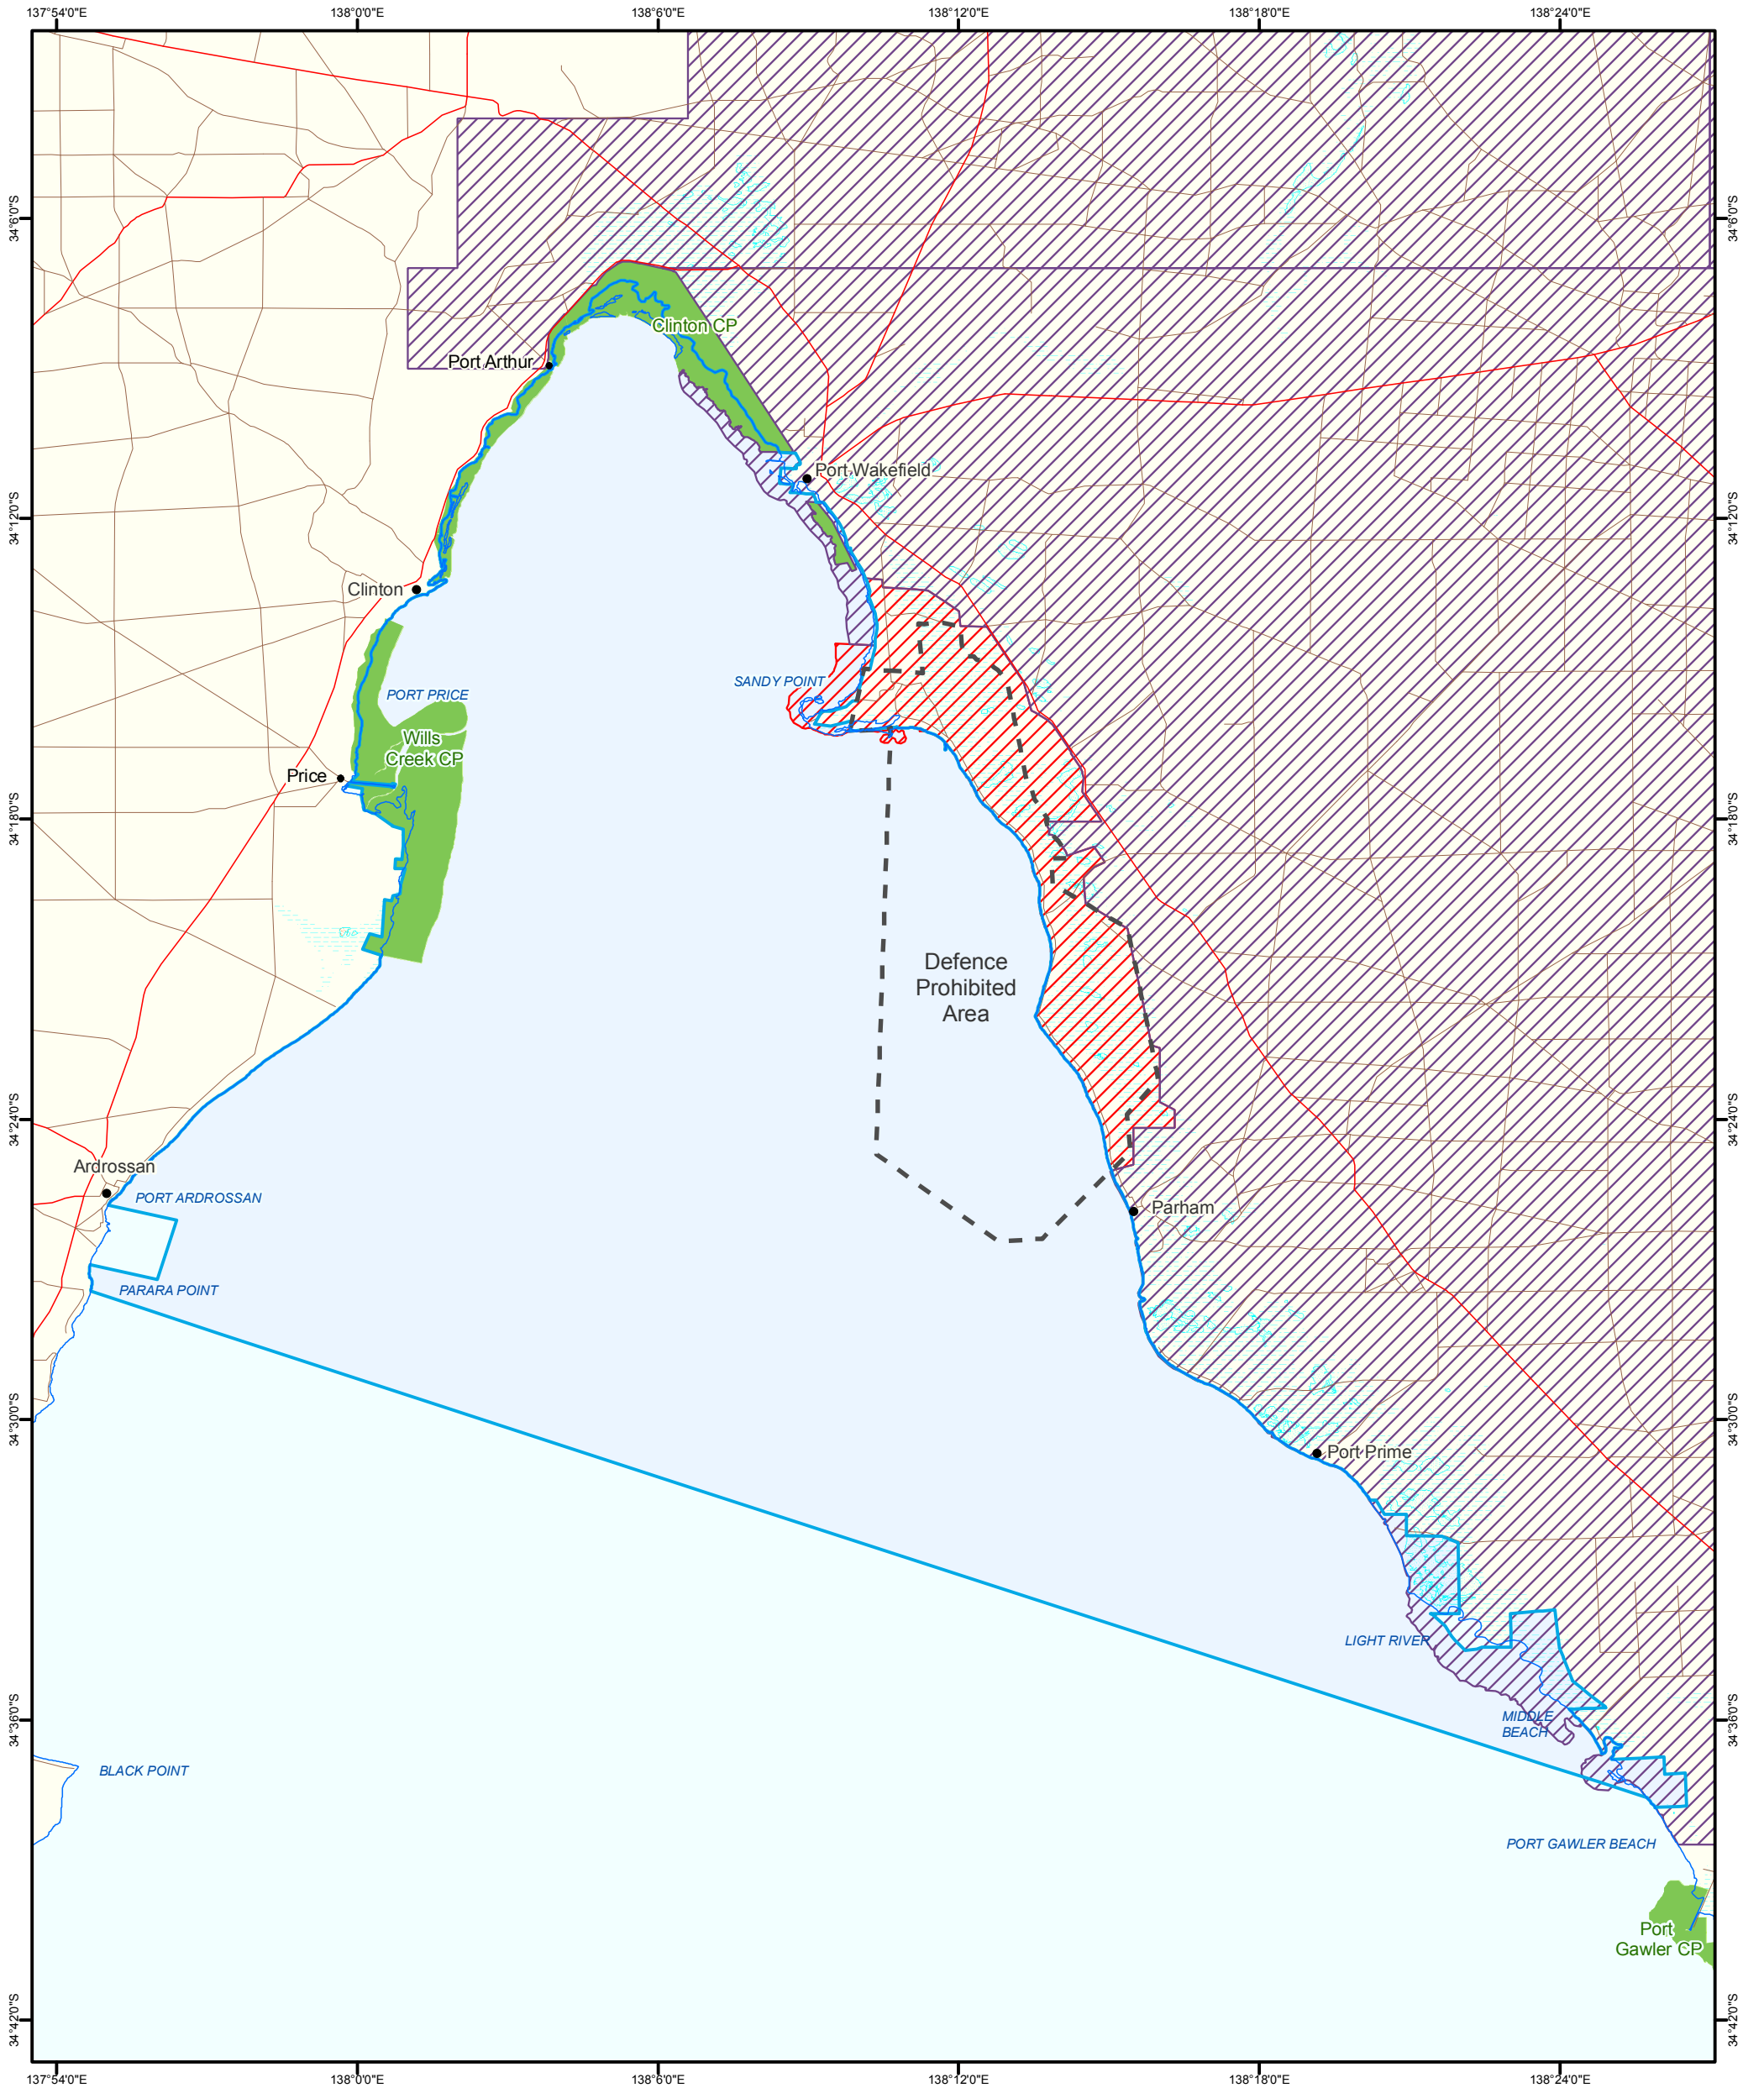 137°54'0"E
138°0'0"E
138°6'0"E
138°12'0"E
138°18'0"E
138°24'0"E
34°6'0"S
34°6'0"S
Clinton CP
Port Arthur
Port Wakefield
34°12'0"S
34°12'0"S
Clinton
SANDY POINT
PORT PRICE
Wills
Creek CP
Price
34°18'0"S
34°18'0"S
Defence
Prohibited
Area
34°24'0"S
34°24'0"S
Ardrossan
PORT ARDROSSAN
Parham
PARARA POINT
34°30'0"S
34°30'0"S
Port Prime
LIGHT RIVER
34°36'0"S
34°36'0"S
MIDDLE
BEACH
BLACK POINT
PORT GAWLER BEACH
Port
Gawler CP
34°42'0"S
34°42'0"S
137°54'0"E
138°0'0"E
138°6'0"E
138°12'0"E
138°18'0"E
138°24'0"E